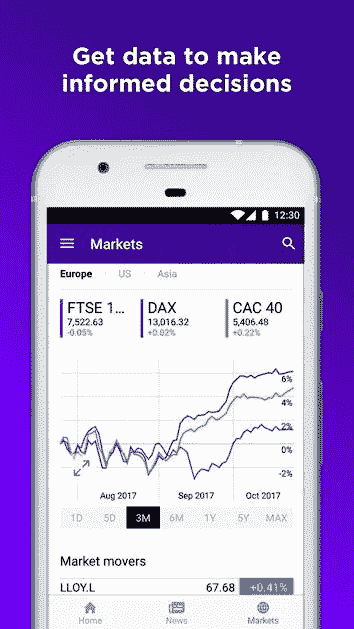 Get data to make
informed decisions
12:30
Markets
Europe · US · Asia
FTSE 1... DAX CAC 40
7,522.63 13,016.32 5,406.48
-0.05% +0.02% +0.22%
6%
4%
2%
0%
-2%
Aug 2017 Sep 2017 Oct 2017
1D 5D 3M 6M 1Y 5Y MAX
Market movers
LLOY.L 67.68 +0.41%
Home News Markets